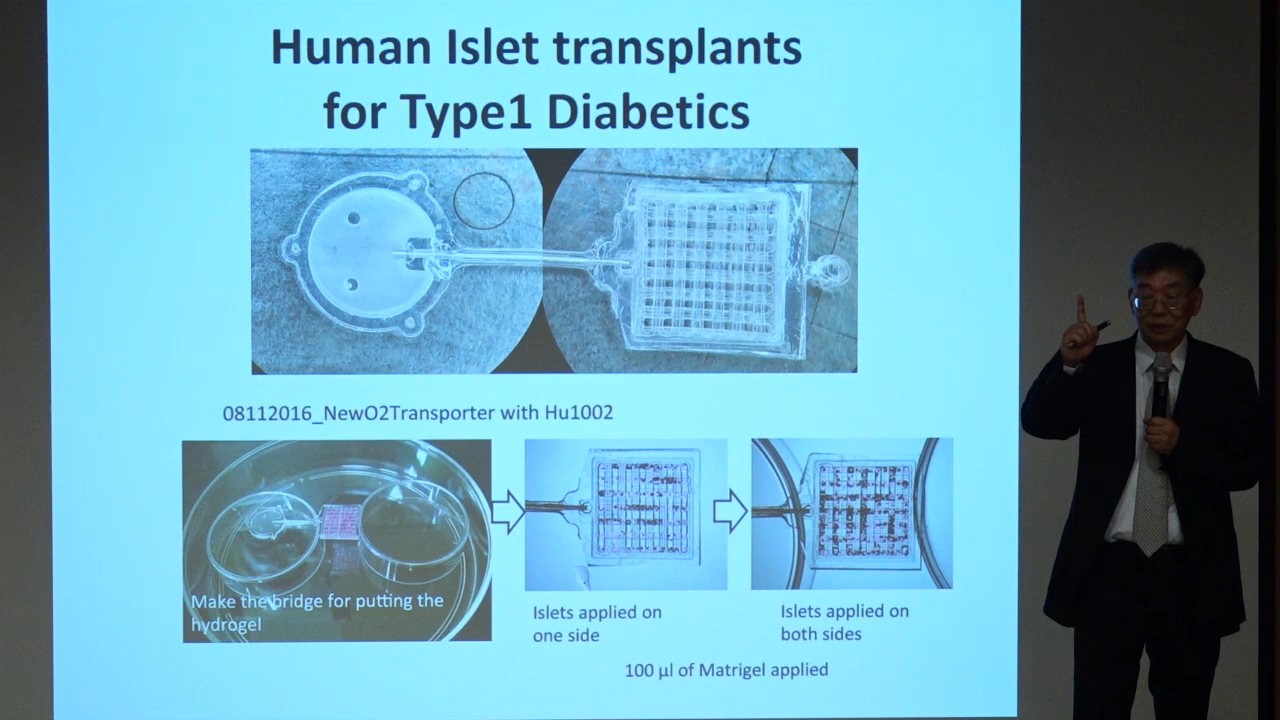 Human Islet transplants
for Type1 Diabetics
08112016_NewO2Transporter with Hu1002
Make the bridge for putting the
hydrogel
Islets applied on
one side
Islets applied on
both sides
100 µl of Matrigel applied